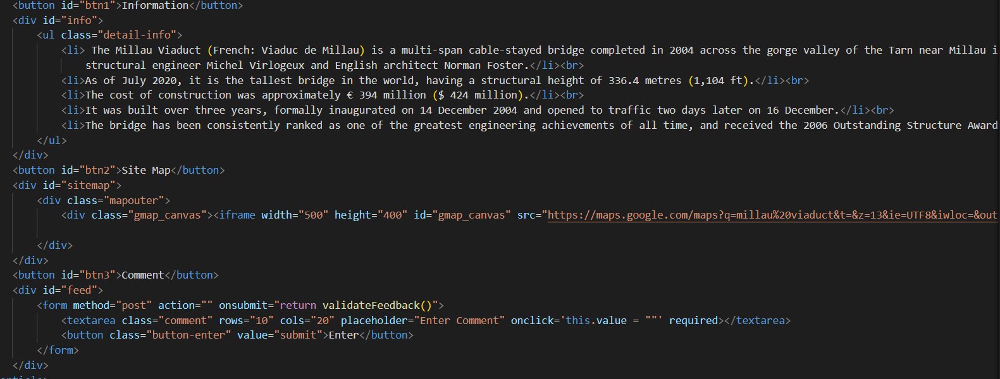 <button id="btn1">Information</button>
<div id="info">
<ul class="detail-info">
<li> The Millau Viaduct (French: Viaduc de Millau) is a multi-span cable-stayed bridge completed in 2004 across the gorge valley of the Tarn near Millau i
structural engineer Michel Virlogeux and English architect Norman Foster.</li><br>
<li>As of July 2020, it is the tallest bridge in the world, having a structural height of 336.4 metres (1,104 ft).</li><br>
<li>The cost of construction was approximately € 394 million ($ 424 million).</li><br>
<li>It was built over three years, formally inaugurated on 14 December 2004 and opened to traffic two days later on 16 December.</li><br>
<li>The bridge has been consistently ranked as one of the greatest engineering achievements of all time, and received the 2006 Outstanding Structure Award
</ul>
</div>
<button id="btn2">Site Map</button>
<div id="sitemap">
<div class="mapouter">
<div class="gmap_canvas"><iframe width="500" height="400" id="gmap_canvas" src="https://maps.google.com/maps?q=millau%20viaduct&t=&z=13&ie=UTF8&iwloc=&out
</div>
</div>
<button id="btn3">Comment</button>
<div id="feed">
<form method="post" action="" onsubmit="return validateFeedback()">
<textarea class="comment" rows="10" cols="20" placeholder="Enter Comment" onclick='this.value = ""' required></textarea>
<button class="button-enter" value="submit">Enter</button>
</form>
</div>